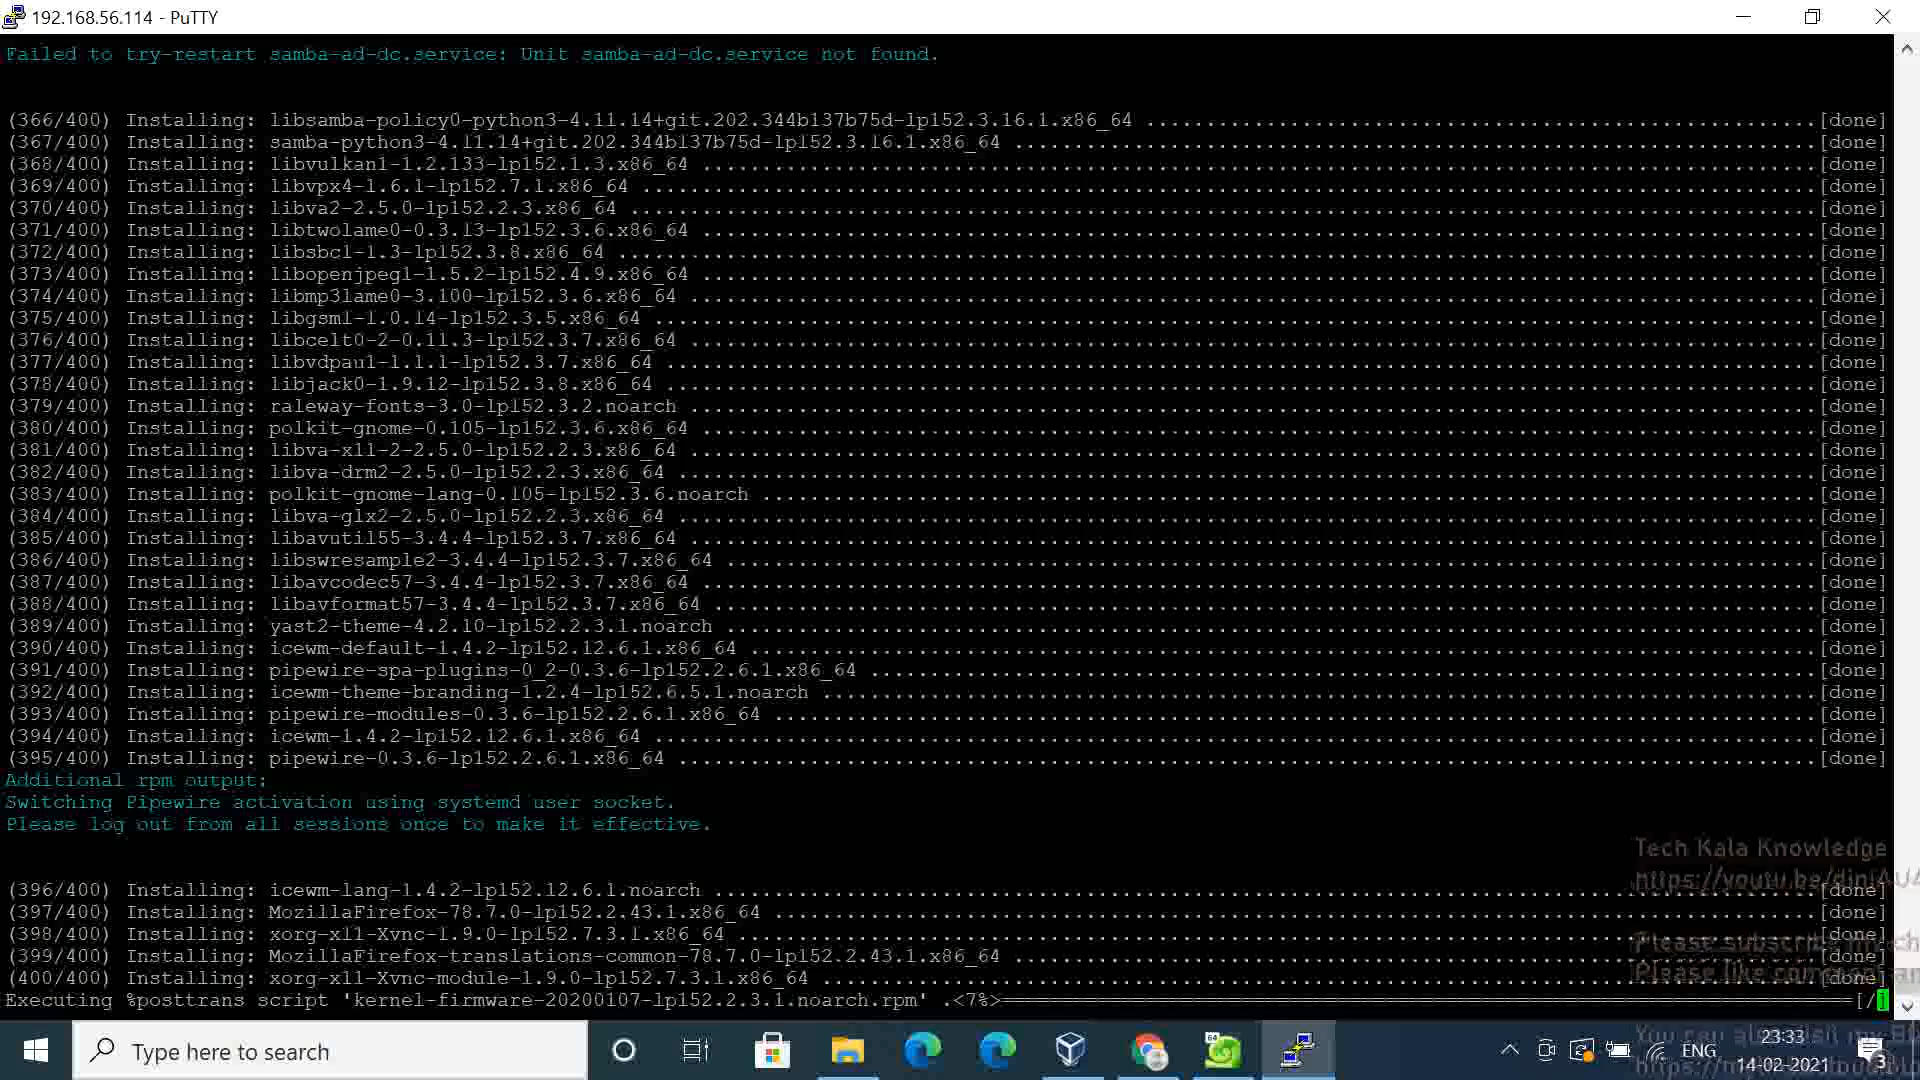 192.168.56.114 - PuTTY
Failed to try-restart samba-ad-dc.service: Unit samba-ad-dc.service not found.
(366/400) Installing: libsamba-policy0-python3-4.11.14+git.202.344b137b75d-lp152.3.16.1.x86_64 ........................................................[done]
(367/400) Installing: samba-python3-4.11.14+git.202.344b137b75d-lp152.3.16.1.x86_64 ...................................................................[done]
(368/400) Installing: libvulkan1-1.2.133-lp152.1.3.x86_64 .............................................................................................[done]
(369/400) Installing: libvpx4-1.6.1-lp152.7.1.x86_64 ..................................................................................................[done]
(370/400) Installing: libva2-2.5.0-lp152.2.3.x86_64 ...................................................................................................[done]
(371/400) Installing: libtwolame0-0.3.13-lp152.3.6.x86_64 .............................................................................................[done]
(372/400) Installing: libsbc1-1.3-lp152.3.8.x86_64 ....................................................................................................[done]
(373/400) Installing: libopenjpeg1-1.5.2-lp152.4.9.x86_64 .............................................................................................[done]
(374/400) Installing: libmp3lame0-3.100-lp152.3.6.x86_64 ..............................................................................................[done]
(375/400) Installing: libgsm1-1.0.14-lp152.3.5.x86_64 .................................................................................................[done]
(376/400) Installing: libcelt0-2-0.11.3-lp152.3.7.x86_64 ..............................................................................................[done]
(377/400) Installing: libvdpau1-1.1.1-lp152.3.7.x86_64 ................................................................................................[done]
(378/400) Installing: libjack0-1.9.12-lp152.3.8.x86_64 ................................................................................................[done]
(379/400) Installing: raleway-fonts-3.0-lp152.3.2.noarch ..............................................................................................[done]
(380/400) Installing: polkit-gnome-0.105-lp152.3.6.x86_64 .............................................................................................[done]
(381/400) Installing: libva-x11-2-2.5.0-lp152.2.3.x86_64 ..............................................................................................[done]
(382/400) Installing: libva-drm2-2.5.0-lp152.2.3.x86_64 ...............................................................................................[done]
(383/400) Installing: polkit-gnome-lang-0.105-lp152.3.6.noarch ........................................................................................[done]
(384/400) Installing: libva-glx2-2.5.0-lp152.2.3.x86_64 ...............................................................................................[done]
(385/400) Installing: libavutil55-3.4.4-lp152.3.7.x86_64 ..............................................................................................[done]
(386/400) Installing: libswresample2-3.4.4-lp152.3.7.x86_64 ...........................................................................................[done]
(387/400) Installing: libavcodec57-3.4.4-lp152.3.7.x86_64 .............................................................................................[done]
(388/400) Installing: libavformat57-3.4.4-lp152.3.7.x86_64 ............................................................................................[done]
(389/400) Installing: yast2-theme-4.2.10-lp152.2.3.1.noarch ...........................................................................................[done]
(390/400) Installing: icewm-default-1.4.2-lp152.12.6.1.x86_64 .........................................................................................[done]
(391/400) Installing: pipewire-spa-plugins-0_2-0.3.6-lp152.2.6.1.x86_64 ...............................................................................[done]
(392/400) Installing: icewm-theme-branding-1.2.4-lp152.6.5.1.noarch ...................................................................................[done]
(393/400) Installing: pipewire-modules-0.3.6-lp152.2.6.1.x86_64 .......................................................................................[done]
(394/400) Installing: icewm-1.4.2-lp152.12.6.1.x86_64 .................................................................................................[done]
(395/400) Installing: pipewire-0.3.6-lp152.2.6.1.x86_64 ...............................................................................................[done]
Additional rpm output:
Switching Pipewire activation using systemd user socket.
Please log out from all sessions once to make it effective.
Tech Kala Knowledge
(396/400) Installing: icewm-lang-1.4.2-lp152.12.6.1.noarch ............................................................................................[done]
(397/400) Installing: MozillaFirefox-78.7.0-lp152.2.43.1.x86_64 .......................................................................................[done]
(398/400) Installing: xorg-x11-Xvnc-1.9.0-lp152.7.3.1.x86_64 ..........................................................................................[done]
Please subscribe my
(399/400) Installing: MozillaFirefox-translations-common-78.7.0-lp152.2.43.1.x86_64 ...................................................................[done]
Please like comment
(400/400) Installing: xorg-x11-Xvnc-module-1.9.0-lp152.7.3.1.x86_64 ...................................................................................[done]
Executing %posttrans script 'kernel-firmware-20200107-lp152.2.3.1.noarch.rpm' .<7%>========================================================================[/]
Type here to search
ENG
23:33
14-02-2021
3
You can also visit my